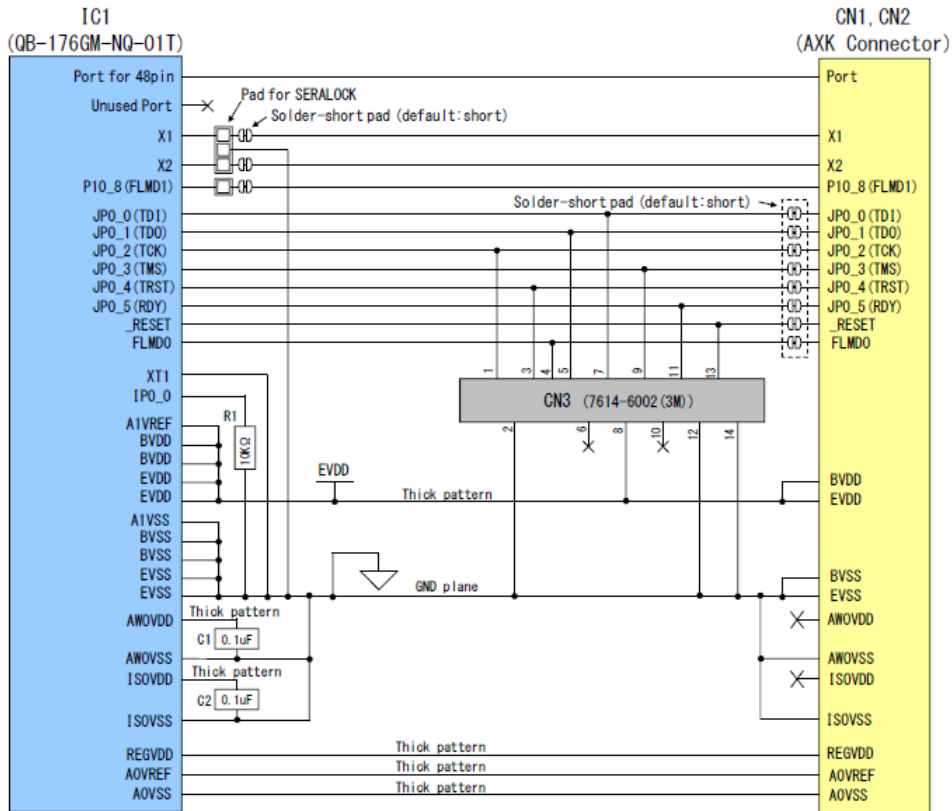 IC1
(QB-176GM-NQ-01T)
CN1, CN2
(AXK Connector)
Port for 48pin
Port
Unused Port
Pad for SERALOCK
Solder-short pad (default:short)
X1
X1
X2
X2
P10_8(FLMD1)
P10_8(FLMD1)
Solder-short pad (default:short)
JP0_0(TDI)
JP0_0(TDI)
JP0_1(TDO)
JP0_1(TDO)
JP0_2(TCK)
JP0_2(TCK)
JP0_3(TMS)
JP0_3(TMS)
JP0_4(TRST)
JP0_4(TRST)
JP0_5(RDY)
JP0_5(RDY)
_RESET
_RESET
FLMD0
FLMD0
1 3 4 5 7 9 11 13
CN3 (7614-6002(3M))
2 6 8 10 12 14
XT1
IP0_0
R1
10KΩ
A1VREF
BVDD
BVDD
EVDD
EVDD
EVDD
Thick pattern
BVDD
EVDD
A1VSS
BVSS
BVSS
EVSS
EVSS
GND plane
BVSS
EVSS
Thick pattern
AWOVDD
AWOVDD
C1 0.1uF
AWOVSS
AWOVSS
Thick pattern
ISOVDD
ISOVDD
C2 0.1uF
ISOVSS
ISOVSS
REGVDD
Thick pattern
REGVDD
A0VREF
Thick pattern
A0VREF
A0VSS
Thick pattern
A0VSS